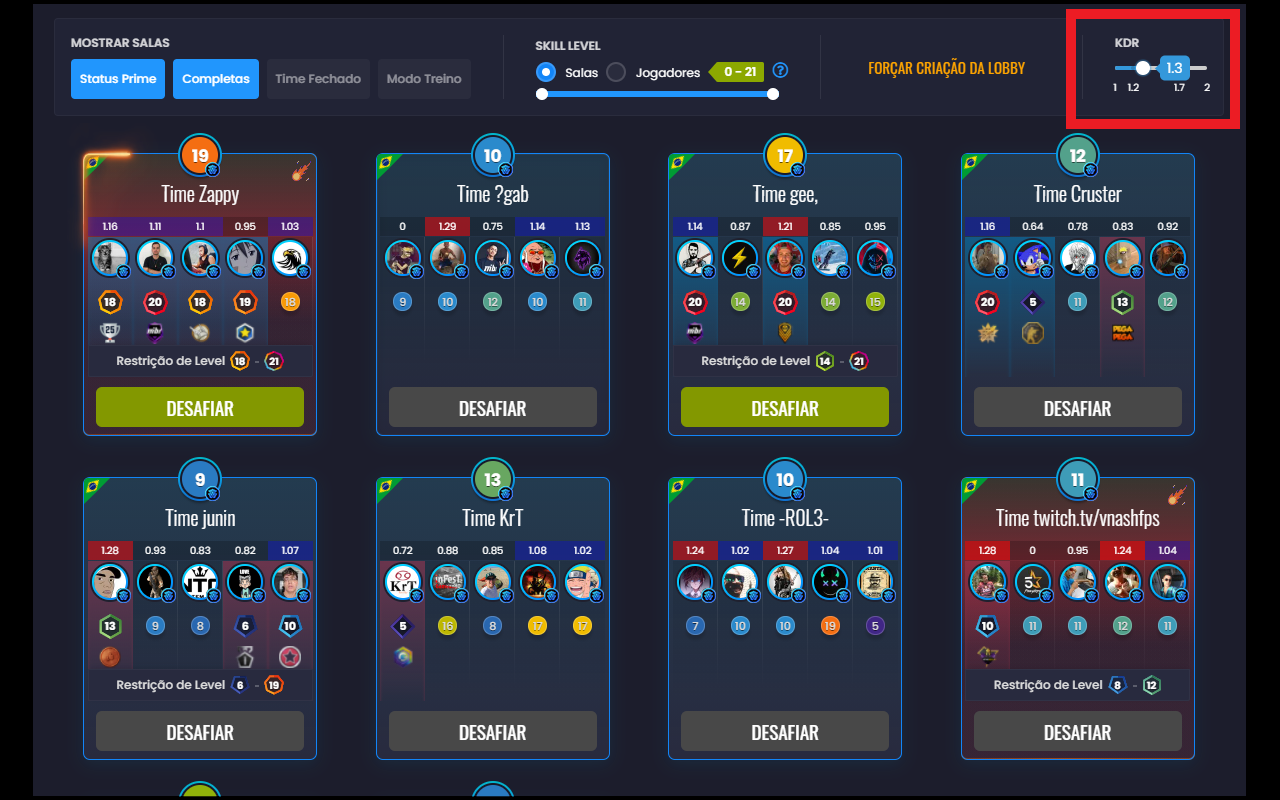 MOSTRAR SALAS
Status Prime
Completas
Time Fechado
Modo Treino
SKILL LEVEL
Salas
Jogadores
0 - 21
?
FORÇAR CRIAÇÃO DA LOBBY
KDR
1.3
1 1.2 1.7 2
19
Time Zappy
1.16 1.11 1.1 0.95 1.03
18 20 18 19 18
25 mibr
Restrição de Level 18 - 21
DESAFIAR
10
Time ?gab
0 1.29 0.75 1.14 1.13
9 10 12 10 11
DESAFIAR
17
Time gee,
1.14 0.87 1.21 0.85 0.95
20 14 20 14 15
mibr
Restrição de Level 14 - 21
DESAFIAR
12
Time Cruster
1.16 0.64 0.78 0.83 0.92
20 5 11 13 12
PEGA
PEGA
DESAFIAR
9
Time junin
1.28 0.93 0.83 0.82 1.07
13 9 8 6 10
Restrição de Level 6 - 19
DESAFIAR
13
Time KrT
0.72 0.88 0.85 1.08 1.02
KrT
5 16 8 17 17
DESAFIAR
10
Time -R0L3-
1.24 1.02 1.27 1.04 1.01
7 10 10 19 5
DESAFIAR
11
Time twitch.tv/vnashfps
1.28 0 0.95 1.24 1.04
10 11 11 12 11
Restrição de Level 8 - 12
DESAFIAR